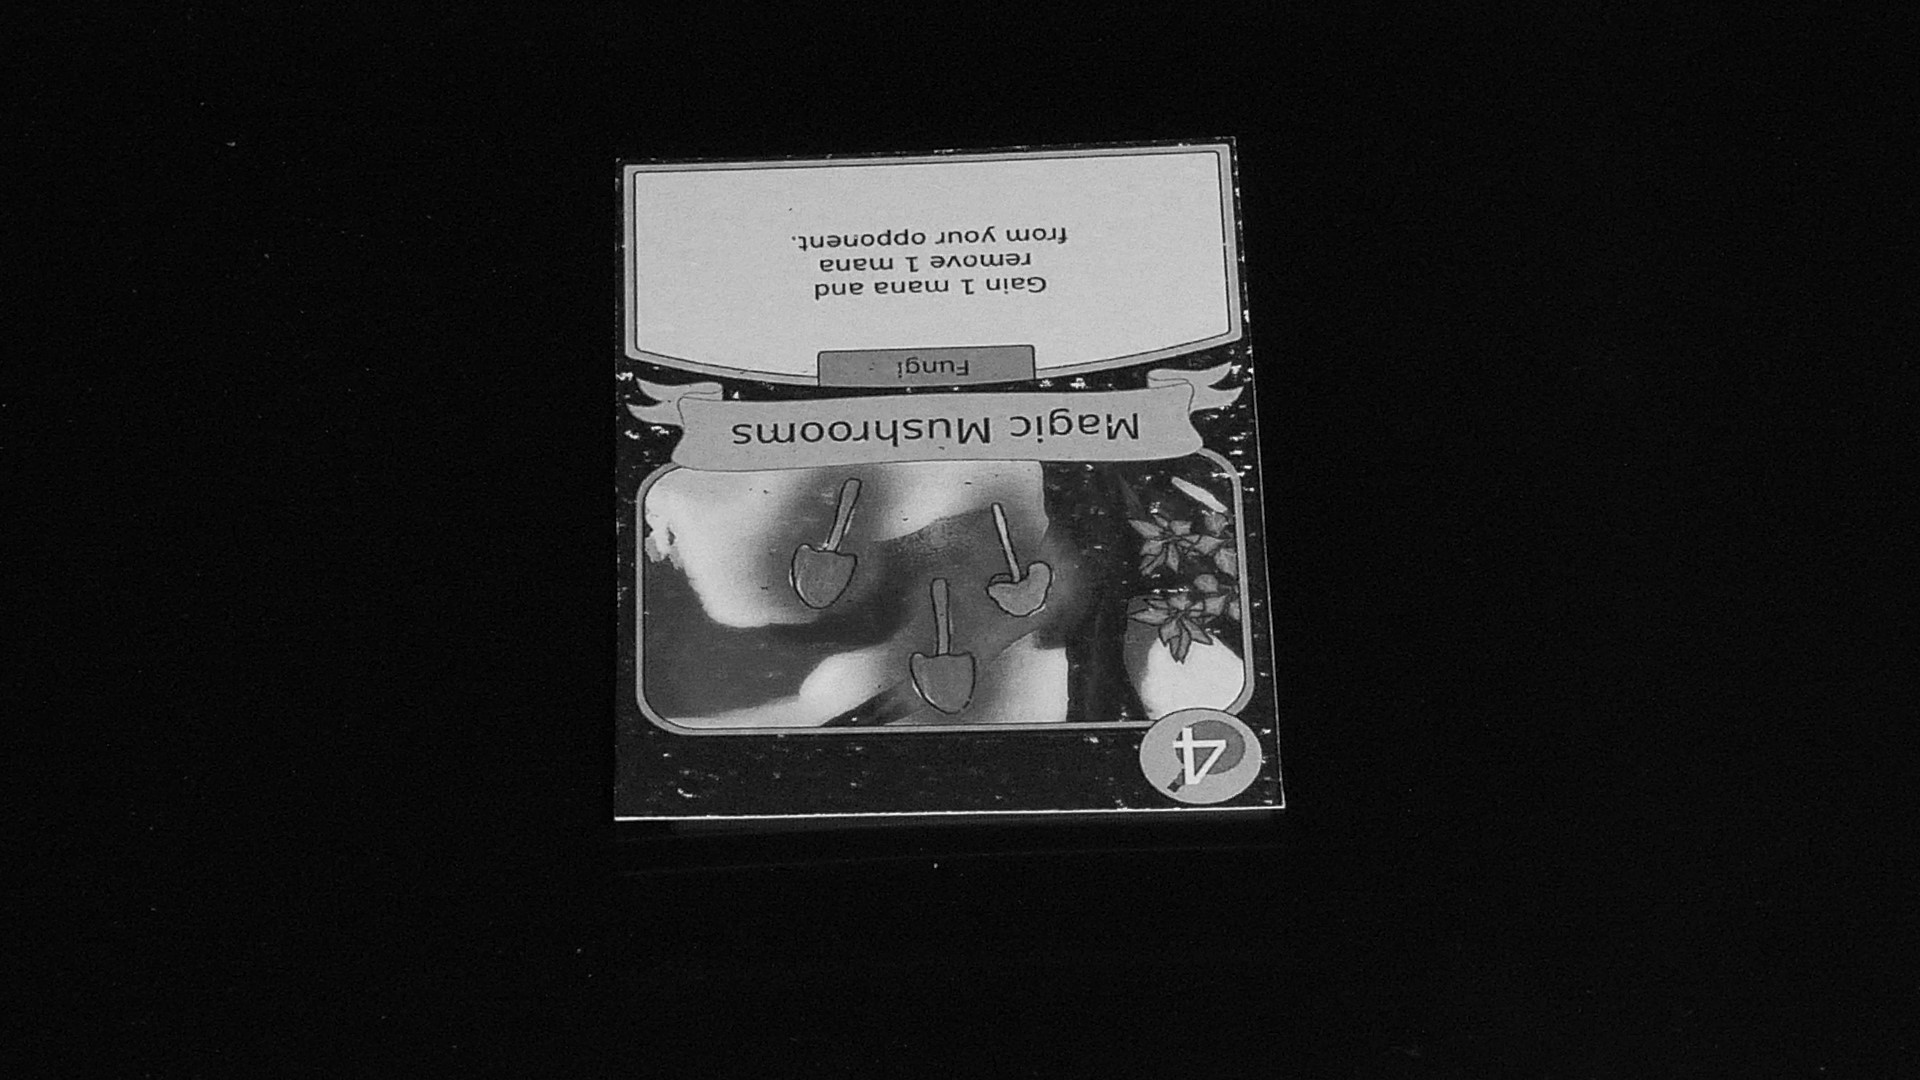 4
Magic Mushrooms
Fungi
Gain 1 mana and
remove 1 mana
from your opponent.